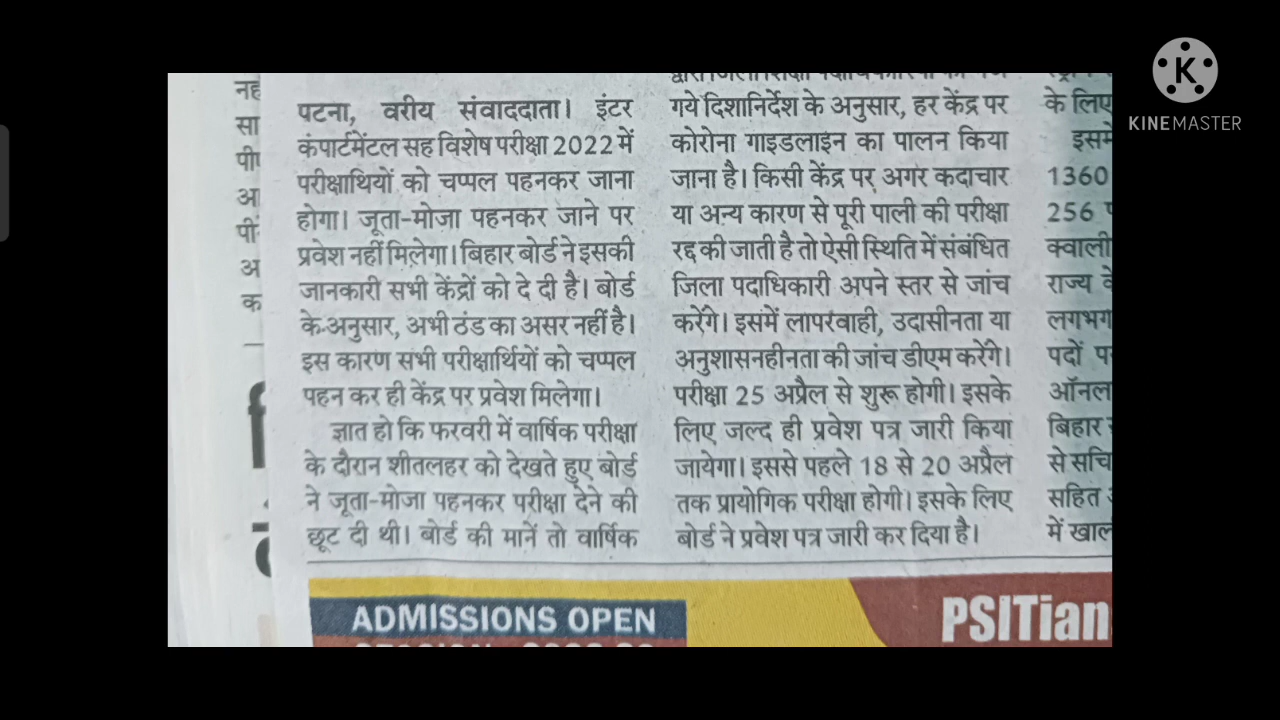 पटना, वरीय संवाददाता। इंटर
कंपार्टमेंटल सह विशेष परीक्षा 2022 में
परीक्षाथियों को चप्पल पहनकर जाना
होगा। जूता-मोजा पहनकर जाने पर
प्रवेश नहीं मिलेगा। बिहार बोर्ड ने इसकी
जानकारी सभी केंद्रों को दे दी है। बोर्ड
के अनुसार, अभी ठंड का असर नहीं है।
इस कारण सभी परीक्षार्थियों को चप्पल
पहन कर ही केंद्र पर प्रवेश मिलेगा।
ज्ञात हो कि फरवरी में वार्षिक परीक्षा
के दौरान शीतलहर को देखते हुए बोर्ड
ने जूता-मोजा पहनकर परीक्षा देने की
छूट दी थी। बोर्ड की मानें तो वार्षिक
गये दिशानिर्देश के अनुसार, हर केंद्र पर
कोरोना गाइडलाइन का पालन किया
जाना है। किसी केंद्र पर अगर कदाचार
या अन्य कारण से पूरी पाली की परीक्षा
रद्द की जाती है तो ऐसी स्थिति में संबंधित
जिला पदाधिकारी अपने स्तर से जांच
करेंगे। इसमें लापरवाही, उदासीनता या
अनुशासनहीनता की जांच डीएम करेंगे।
परीक्षा 25 अप्रैल से शुरू होगी। इसके
लिए जल्द ही प्रवेश पत्र जारी किया
जायेगा। इससे पहले 18 से 20 अप्रैल
तक प्रायोगिक परीक्षा होगी। इसके लिए
बोर्ड ने प्रवेश पत्र जारी कर दिया है।
के लिए
इसमें
1360
256
क्वाली
राज्य के
लगभग
पदों
ऑनल
बिहार
से सचि
सहित
में खाल
ADMISSIONS OPEN
PSITian
KINEMASTER